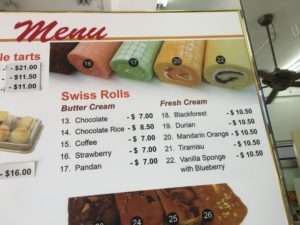 Menu
le tarts
- $21.00
- $11.50
- $11.00
16
17
20
22
Swiss Rolls
Butter Cream
13. Chocolate - $ 7.00
14. Chocolate Rice - $ 8.50
15. Coffee - $ 7.00
16. Strawberry - $ 7.00
17. Pandan - $ 7.00
Fresh Cream
18. Blackforest - $ 10.50
19. Durian - $ 10.50
20. Mandarin Orange - $ 10.50
21. Tiramisu - $ 10.50
22. Vanilla Sponge - $ 10.50
with Blueberry
- $16.00
23
24
25
26